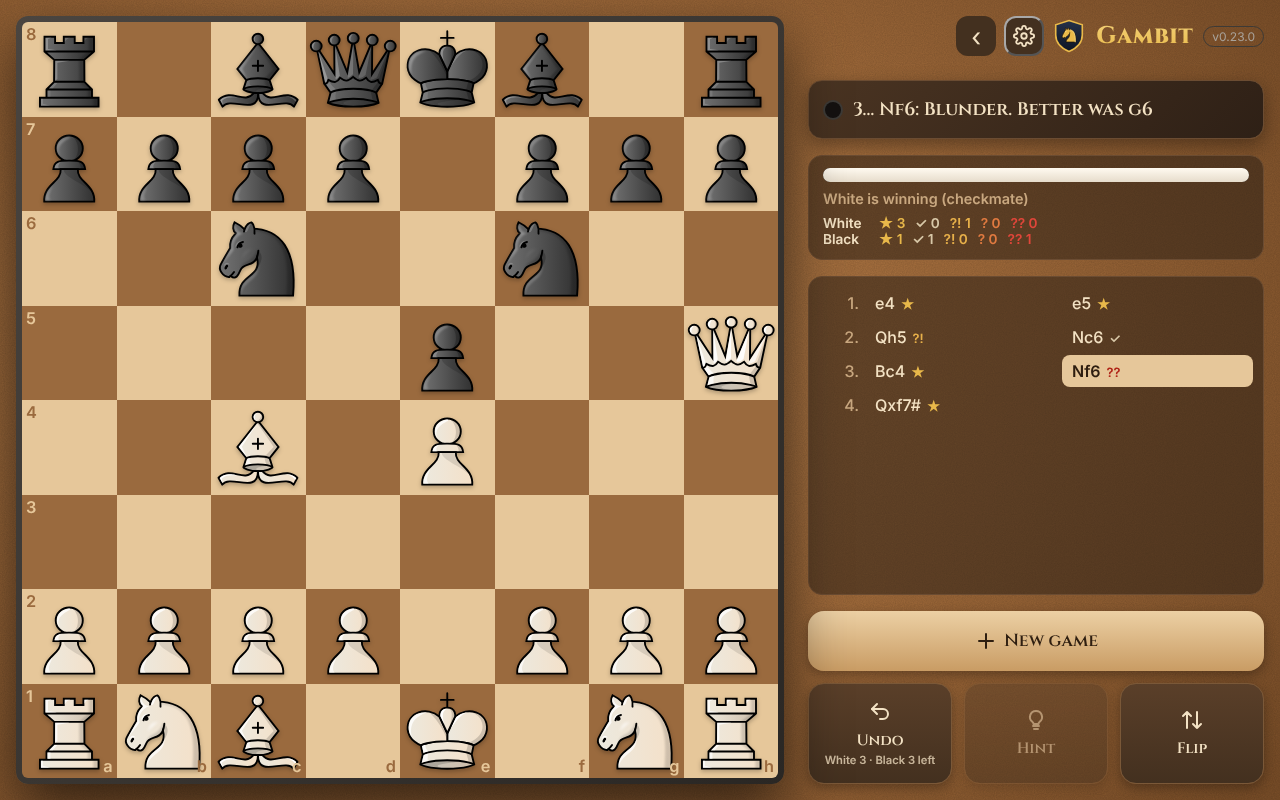 8
7
6
5
4
3
2
1
a b c d e f g h
‹ GAMBIT v0.23.0
3... NF6: BLUNDER. BETTER WAS G6
White is winning (checkmate)
White ★ 3 ✓ 0 ?! 1 ? 0 ?? 0
Black ★ 1 ✓ 1 ?! 0 ? 0 ?? 1
1. e4 ★ e5 ★
2. Qh5 ?! Nc6 ✓
3. Bc4 ★ Nf6 ??
4. Qxf7# ★
+ NEW GAME
UNDO
White 3 · Black 3 left
HINT
FLIP